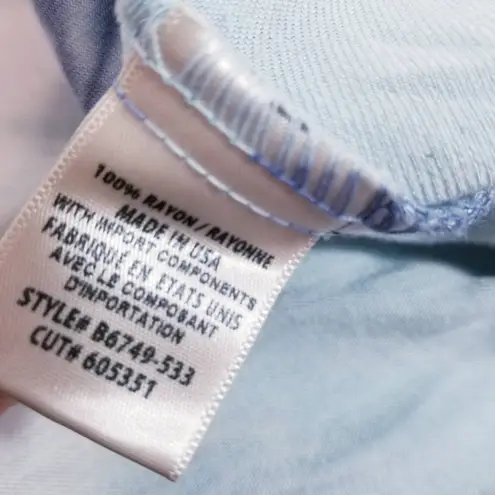 100% RAYON/RAYONNE
MADE IN USA
WITH IMPORT COMPONENTS
FABRIQUE EN ETATS UNIS
AVEC LE COMPOSANT
D'INPORTATION
STYLE# B6749-533
CUT# 605351